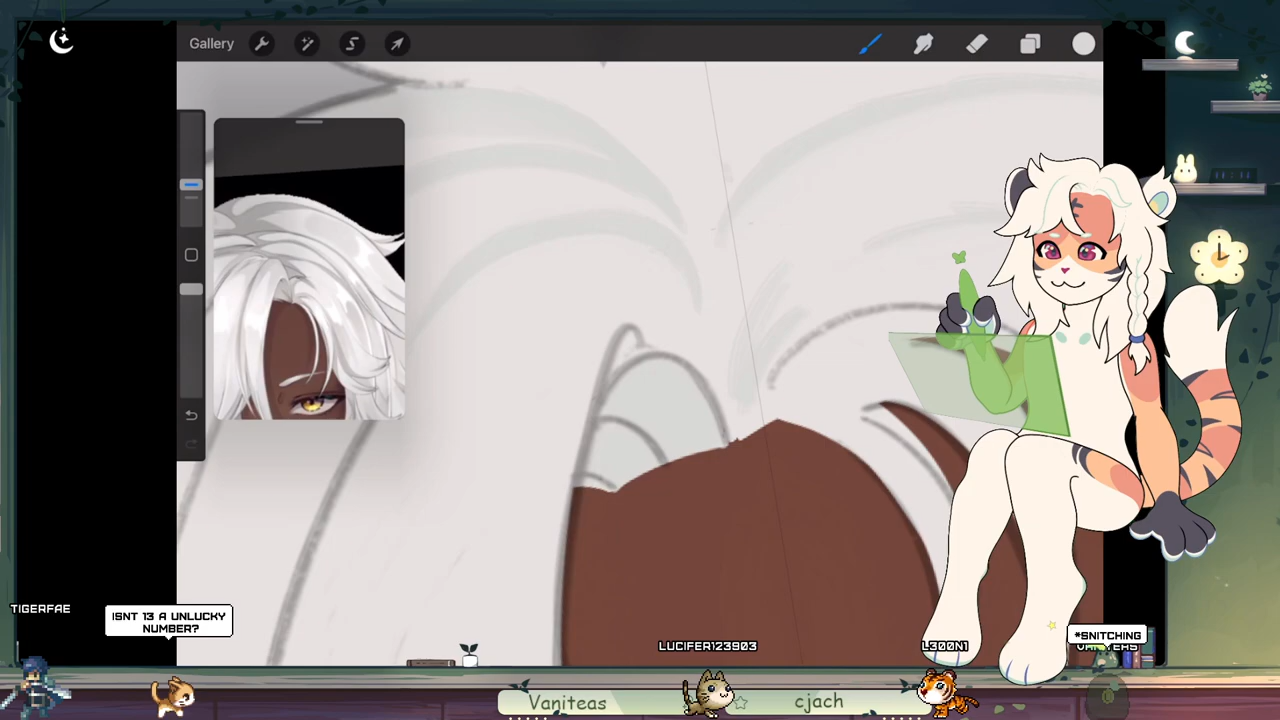 Gallery
TIGERFAE
ISNT 13 A UNLUCKY
NUMBER?
LUCIFER123903
L300N1
*SNITCHING
Vaniteas
cjach